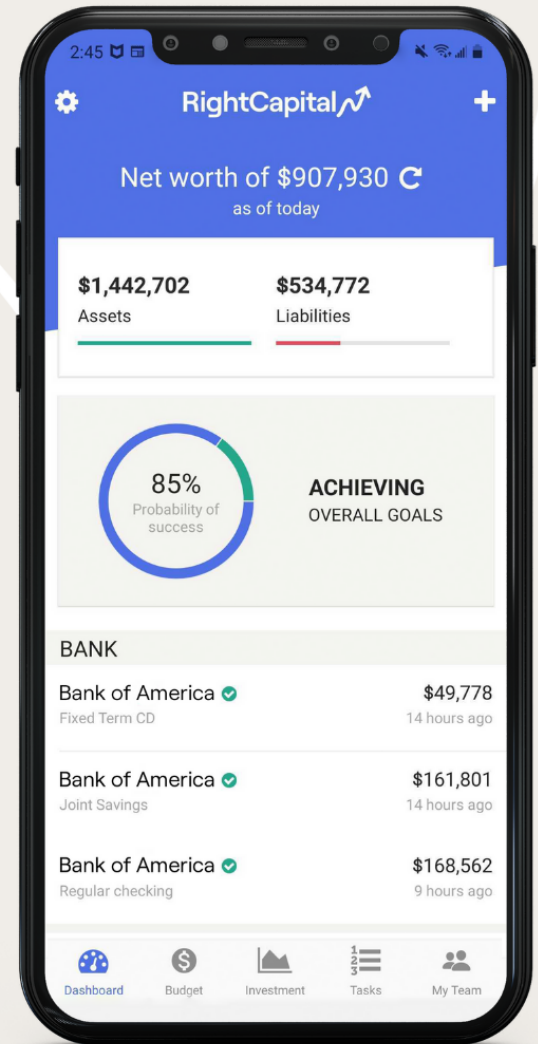 2:45
RightCapital
Net worth of $907,930
as of today
$1,442,702
Assets
$534,772
Liabilities
85%
Probability of
success
ACHIEVING
OVERALL GOALS
BANK
Bank of America
$49,778
Fixed Term CD
14 hours ago
Bank of America
$161,801
Joint Savings
14 hours ago
Bank of America
$168,562
Regular checking
9 hours ago
1
2
3
Dashboard
Budget
Investment
Tasks
My Team